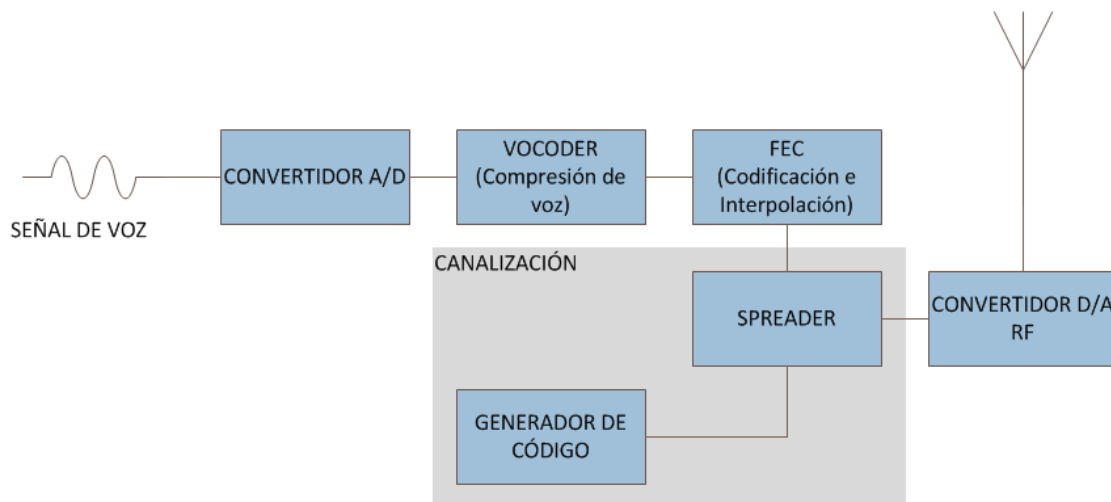 SEÑAL DE VOZ
CONVERTIDOR A/D
VOCODER
(Compresión de
voz)
FEC
(Codificación e
Interpolación)
CANALIZACIÓN
SPREADER
CONVERTIDOR D/A
RF
GENERADOR DE
CÓDIGO